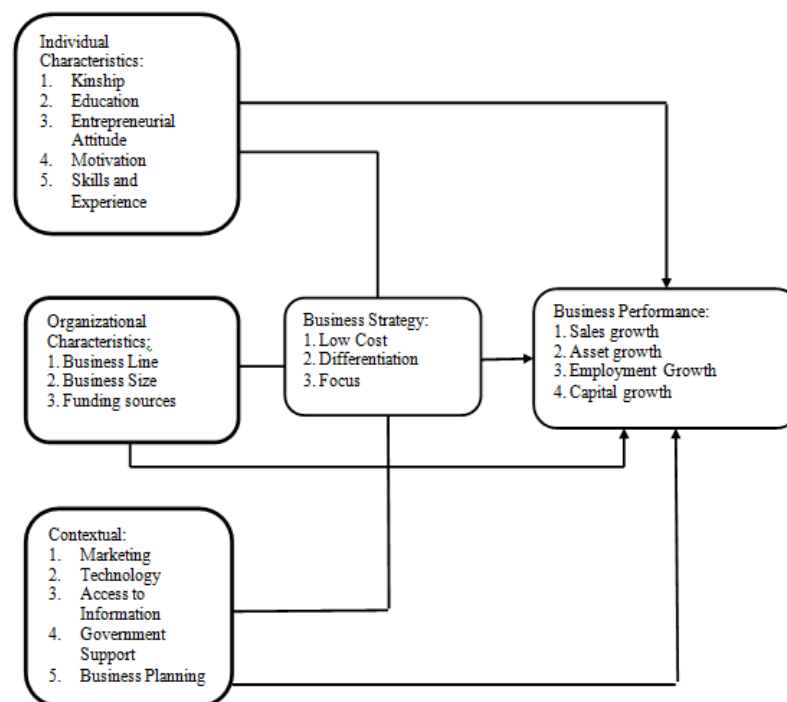 Individual
Characteristics:
1. Kinship
2. Education
3. Entrepreneurial
Attitude
4. Motivation
5. Skills and
Experience
Organizational
Characteristics:
1. Business Line
2. Business Size
3. Funding sources
Business Strategy:
1. Low Cost
2. Differentiation
3. Focus
Business Performance:
1. Sales growth
2. Asset growth
3. Employment Growth
4. Capital growth
Contextual:
1. Marketing
2. Technology
3. Access to
Information
4. Government
Support
5. Business Planning